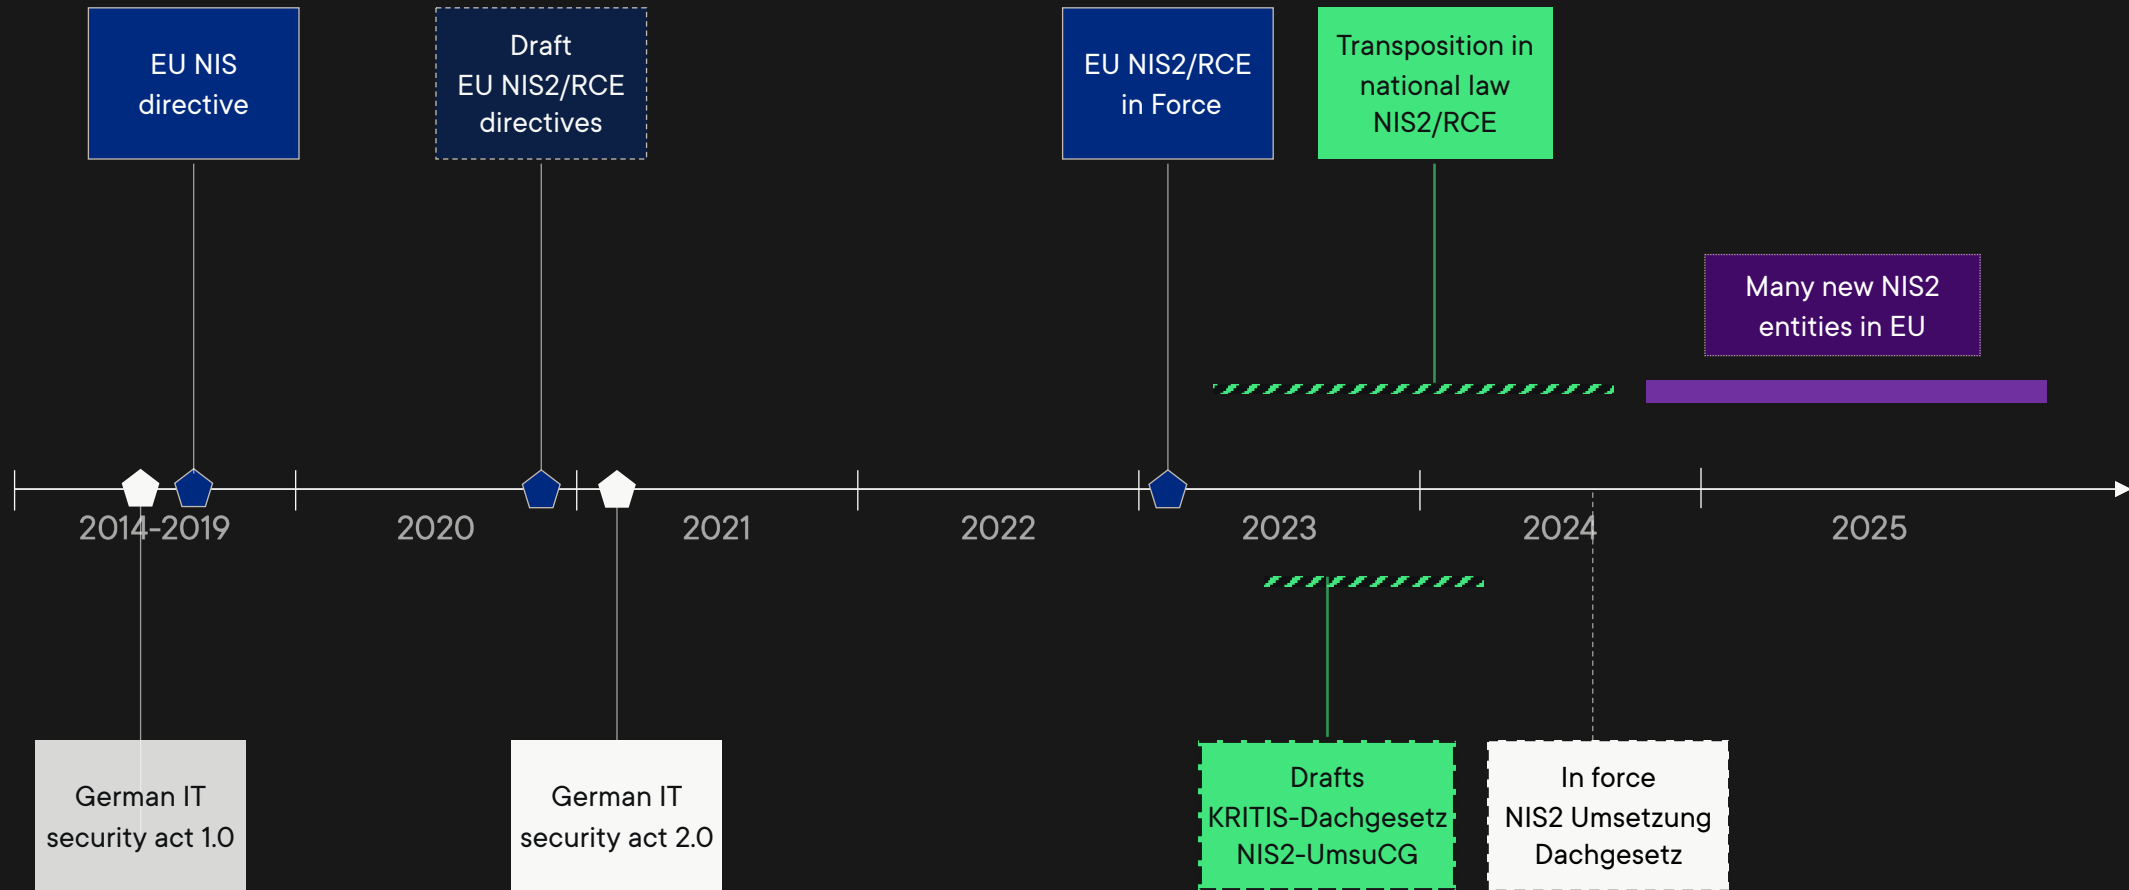 EU NIS
directive
Draft
EU NIS2/RCE
directives
EU NIS2/RCE
in Force
Transposition in
national law
NIS2/RCE
Many new NIS2
entities in EU
2014-2019
2020
2021
2022
2023
2024
2025
German IT
security act 1.0
German IT
security act 2.0
Drafts
KRITIS-Dachgesetz
NIS2-UmsuCG
In force
NIS2 Umsetzung
Dachgesetz